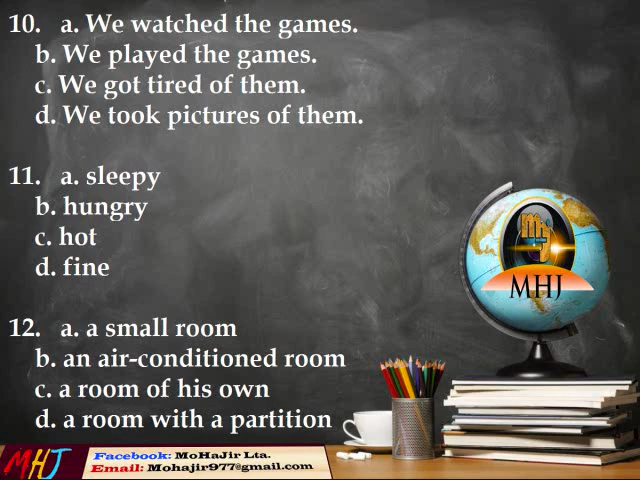 10. a. We watched the games.
b. We played the games.
c. We got tired of them.
d. We took pictures of them.
11. a. sleepy
b. hungry
c. hot
d. fine
12. a. a small room
b. an air-conditioned room
c. a room of his own
d. a room with a partition
MHJ
MHJ
Facebook: MoHaJir Lta.
Email: Mohajir977@gmail.com